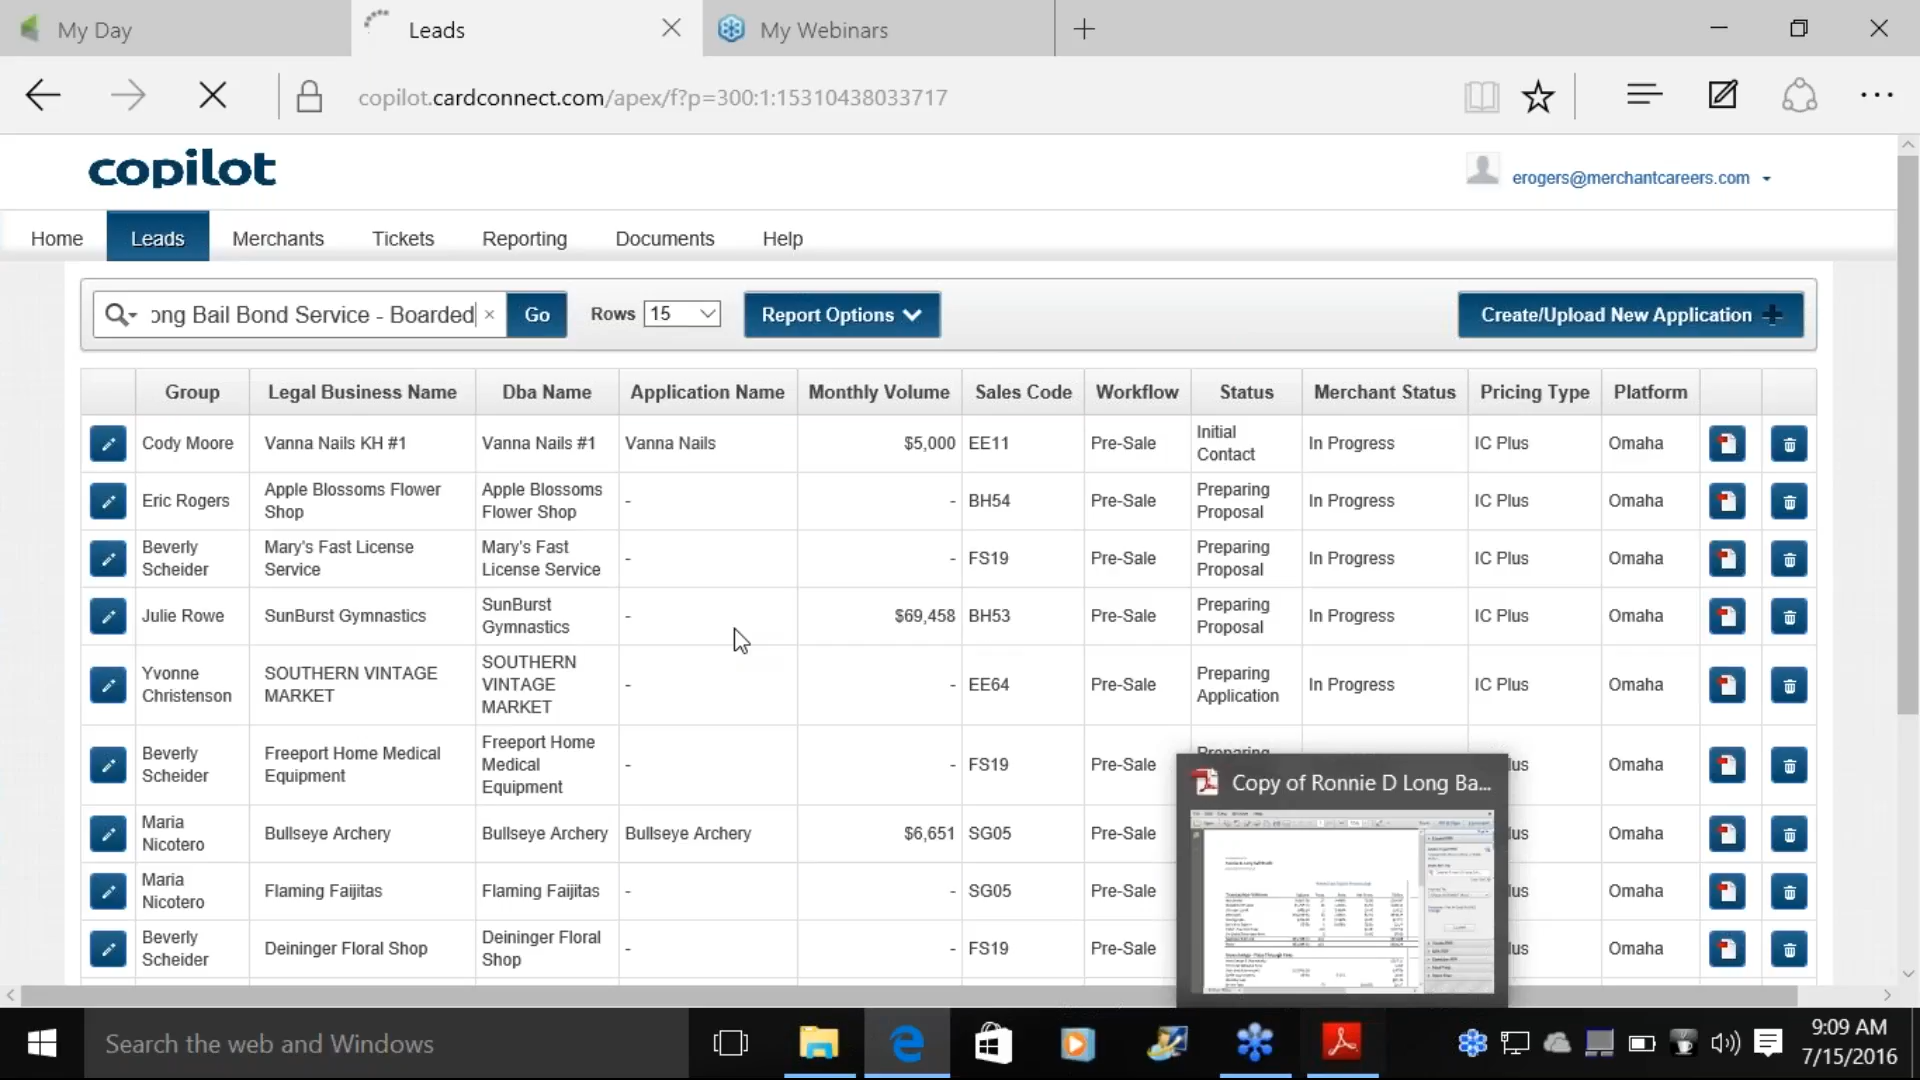 My Day
Leads
My Webinars
copilot.cardconnect.com/apex/f?p=300:1:15310438033717
copilot
erogers@merchantcareers.com
Home Leads Merchants Tickets Reporting Documents Help
ong Bail Bond Service - Boarded × Go Rows 15 Report Options Create/Upload New Application
Group Legal Business Name Dba Name Application Name Monthly Volume Sales Code Workflow Status Merchant Status Pricing Type Platform
Cody Moore Vanna Nails KH #1 Vanna Nails #1 Vanna Nails $5,000 EE11 Pre-Sale Initial Contact In Progress IC Plus Omaha
Eric Rogers Apple Blossoms Flower Shop Apple Blossoms Flower Shop - - BH54 Pre-Sale Preparing Proposal In Progress IC Plus Omaha
Beverly Scheider Mary's Fast License Service Mary's Fast License Service - - FS19 Pre-Sale Preparing Proposal In Progress IC Plus Omaha
Julie Rowe SunBurst Gymnastics SunBurst Gymnastics - $69,458 BH53 Pre-Sale Preparing Proposal In Progress IC Plus Omaha
Yvonne Christenson SOUTHERN VINTAGE MARKET SOUTHERN VINTAGE MARKET - - EE64 Pre-Sale Preparing Application In Progress IC Plus Omaha
Beverly Scheider Freeport Home Medical Equipment Freeport Home Medical Equipment - - FS19 Pre-Sale Preparing lus Omaha
Maria Nicotero Bullseye Archery Bullseye Archery Bullseye Archery $6,651 SG05 Pre-Sale lus Omaha
Maria Nicotero Flaming Faijitas Flaming Faijitas - - SG05 Pre-Sale lus Omaha
Beverly Scheider Deininger Floral Shop Deininger Floral Shop - - FS19 Pre-Sale lus Omaha
Copy of Ronnie D Long Ba...
Search the web and Windows
9:09 AM
7/15/2016